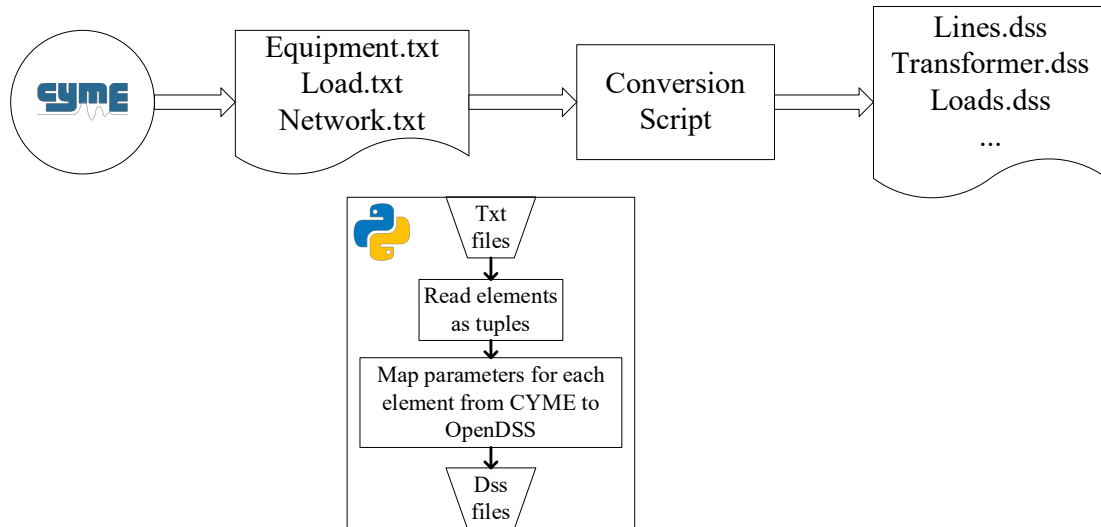 CYME
Equipment.txt
Load.txt
Network.txt
Conversion
Script
Lines.dss
Transformer.dss
Loads.dss
...
Txt
files
Read elements
as tuples
Map parameters for each
element from CYME to
OpenDSS
Dss
files